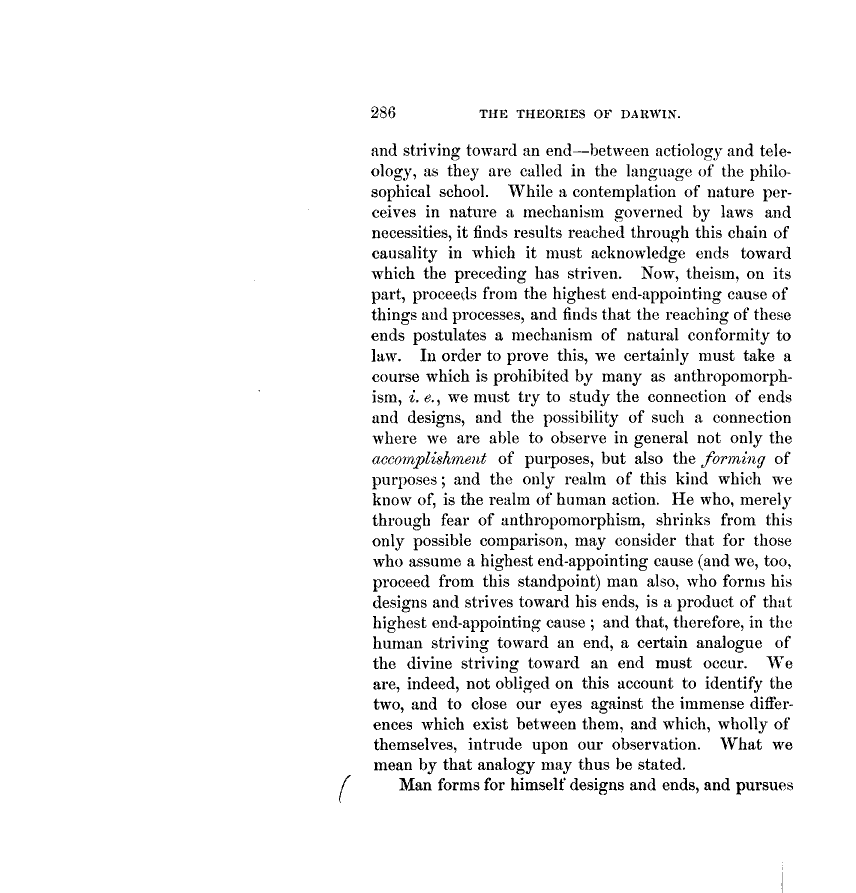 286 THE THEORIES OF DARWIN.
and striving toward an end—between actiology and tele-
ology, as they are called in the language of the philo-
sophical school. While a contemplation of nature per-
ceives in nature a mechanism governed by laws and
necessities, it finds results reached through this chain of
causality in which it must acknowledge ends toward
which the preceding has striven. Now, theism, on its
part, proceeds from the highest end-appointing cause of
things and processes, and finds that the reaching of these
ends postulates a mechanism of natural conformity to
law. In order to prove this, we certainly must take a
course which is prohibited by many as anthropomorph-
ism, i. e., we must try to study the connection of ends
and designs, and the possibility of such a connection
where we are able to observe in general not only the
accomplishment of purposes, but also the forming of
purposes; and the only realm of this kind which we
know of, is the realm of human action. He who, merely
through fear of anthropomorphism, shrinks from this
only possible comparison, may consider that for those
who assume a highest end-appointing cause (and we, too,
proceed from this standpoint) man also, who forms his
designs and strives toward his ends, is a product of that
highest end-appointing cause; and that, therefore, in the
human striving toward an end, a certain analogue of
the divine striving toward an end must occur. We
are, indeed, not obliged on this account to identify the
two, and to close our eyes against the immense differ-
ences which exist between them, and which, wholly of
themselves, intrude upon our observation. What we
mean by that analogy may thus be stated.
Man forms for himself designs and ends, and pursues